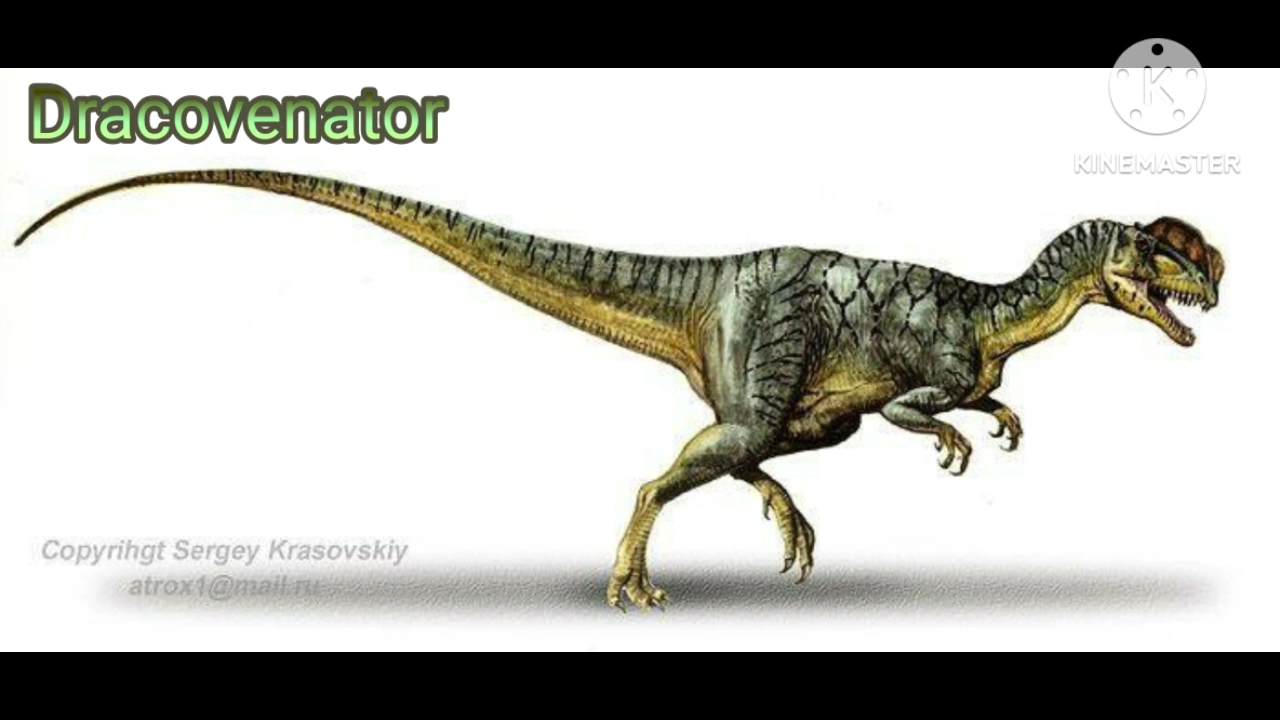 Dracovenator
K
KINEMASTER
Copyrihgt Sergey Krasovskiy
atrox1@mail.ru